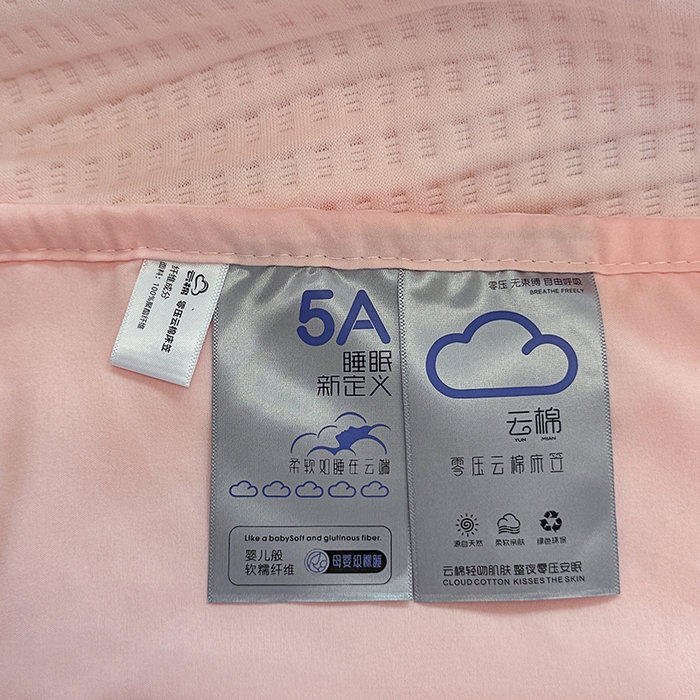 云棉 零压云棉床笠
纤维成分
面料：100%聚酯纤维
5A
睡眠
新定义
柔软如睡在云端
Like a babySoft and glutinous fiber.
婴儿般
软糯纤维
母婴级棉睡
零压 无束缚 自由呼吸
BREATHE FREELY
云棉
YUN MIAN
零压云棉床笠
源自天然 柔软亲肤 绿色环保
云棉轻吻肌肤 整夜零压安眠
CLOUD COTTON KISSES THE SKIN